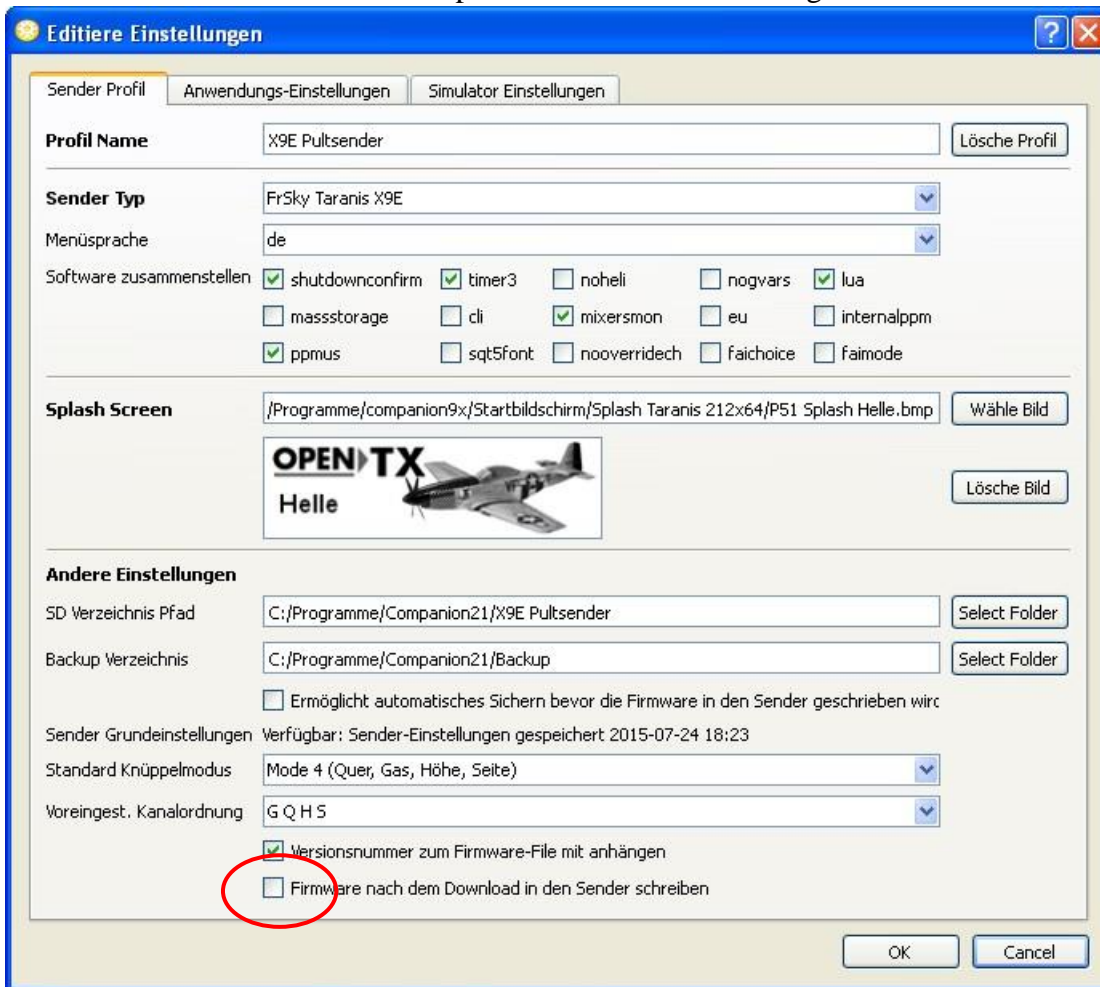 Editiere Einstellungen
Sender Profil Anwendungs-Einstellungen Simulator Einstellungen
Profil Name X9E Pultsender Lösche Profil
Sender Typ FrSky Taranis X9E
Menüsprache de
Software zusammenstellen shutdownconfirm timer3 noheli nogvars lua
massstorage cli mixersmon eu internalppm
ppmus sqt5font nooverridech faichoice faimode
Splash Screen /Programme/companion9x/Startbildschirm/Splash Taranis 212x64/P51 Splash Helle.bmp Wähle Bild
OPEN TX
Helle
Lösche Bild
Andere Einstellungen
SD Verzeichnis Pfad C:/Programme/Companion21/X9E Pultsender Select Folder
Backup Verzeichnis C:/Programme/Companion21/Backup Select Folder
Ermöglicht automatisches Sichern bevor die Firmware in den Sender geschrieben wirc
Sender Grundeinstellungen Verfügbar: Sender-Einstellungen gespeichert 2015-07-24 18:23
Standard Knüppelmodus Mode 4 (Quer, Gas, Höhe, Seite)
Voreingest. Kanalordnung G Q H S
Versionsnummer zum Firmware-File mit anhängen
Firmware nach dem Download in den Sender schreiben
OK Cancel